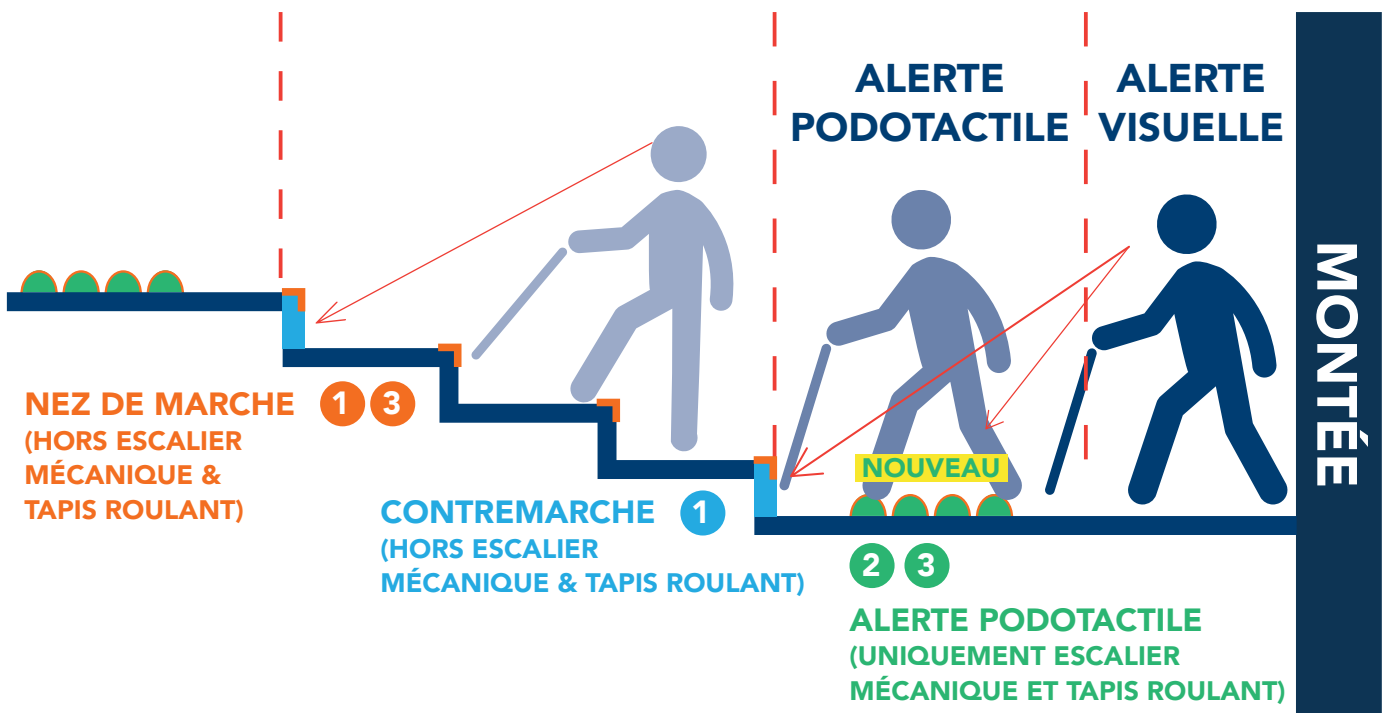 ALERTE
PODOTACTILE
ALERTE
VISUELLE
MONTÉE
NEZ DE MARCHE 1 3
(HORS ESCALIER
MÉCANIQUE &
TAPIS ROULANT)
CONTREMARCHE 1
(HORS ESCALIER
MÉCANIQUE & TAPIS ROULANT)
NOUVEAU
2 3
ALERTE PODOTACTILE
(UNIQUEMENT ESCALIER
MÉCANIQUE ET TAPIS ROULANT)